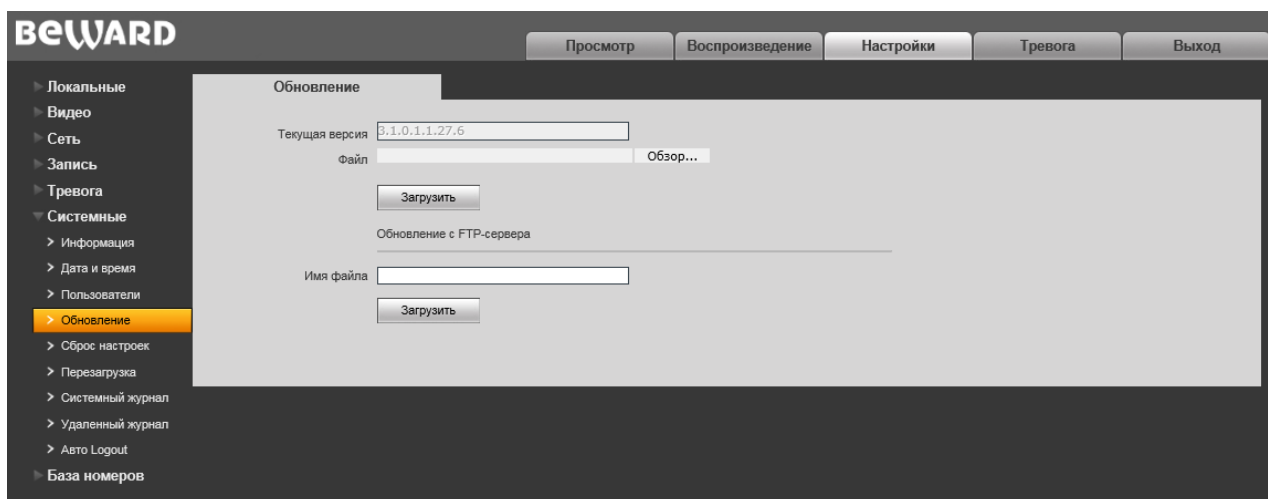 BEWARD
Просмотр
Воспроизведение
Настройки
Тревога
Выход
Локальные
Видео
Сеть
Запись
Тревога
Системные
Информация
Дата и время
Пользователи
Обновление
Сброс настроек
Перезагрузка
Системный журнал
Удаленный журнал
Авто Logout
База номеров
Обновление
Текущая версия 3.1.0.1.1.27.6
Файл Обзор...
Загрузить
Обновление с FTP-сервера
Имя файла
Загрузить